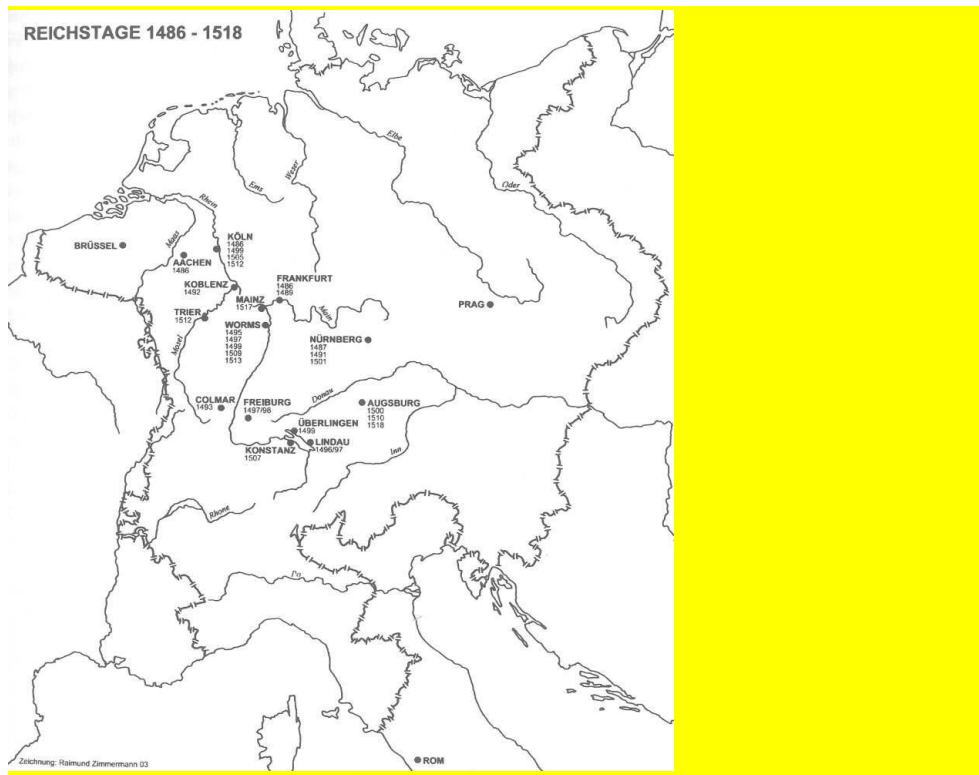 REICHSTAGE 1486 - 1518
Elbe
Weser
Ems
Oder
Rhein
Maas
BRÜSSEL
KÖLN
1486
1499
1505
1512
AACHEN
1486
KOBLENZ
1492
FRANKFURT
1486
1489
MAINZ
1517
Main
PRAG
TRIER
1512
WORMS
1495
1497
1499
1509
1513
Mosel
NÜRNBERG
1487
1491
1501
COLMAR
1493
FREIBURG
1497/98
Donau
AUGSBURG
1500
1510
1518
ÜBERLINGEN
1499
LINDAU
1496/97
KONSTANZ
1507
Inn
Rhone
Po
ROM
Zeichnung: Raimund Zimmermann 03